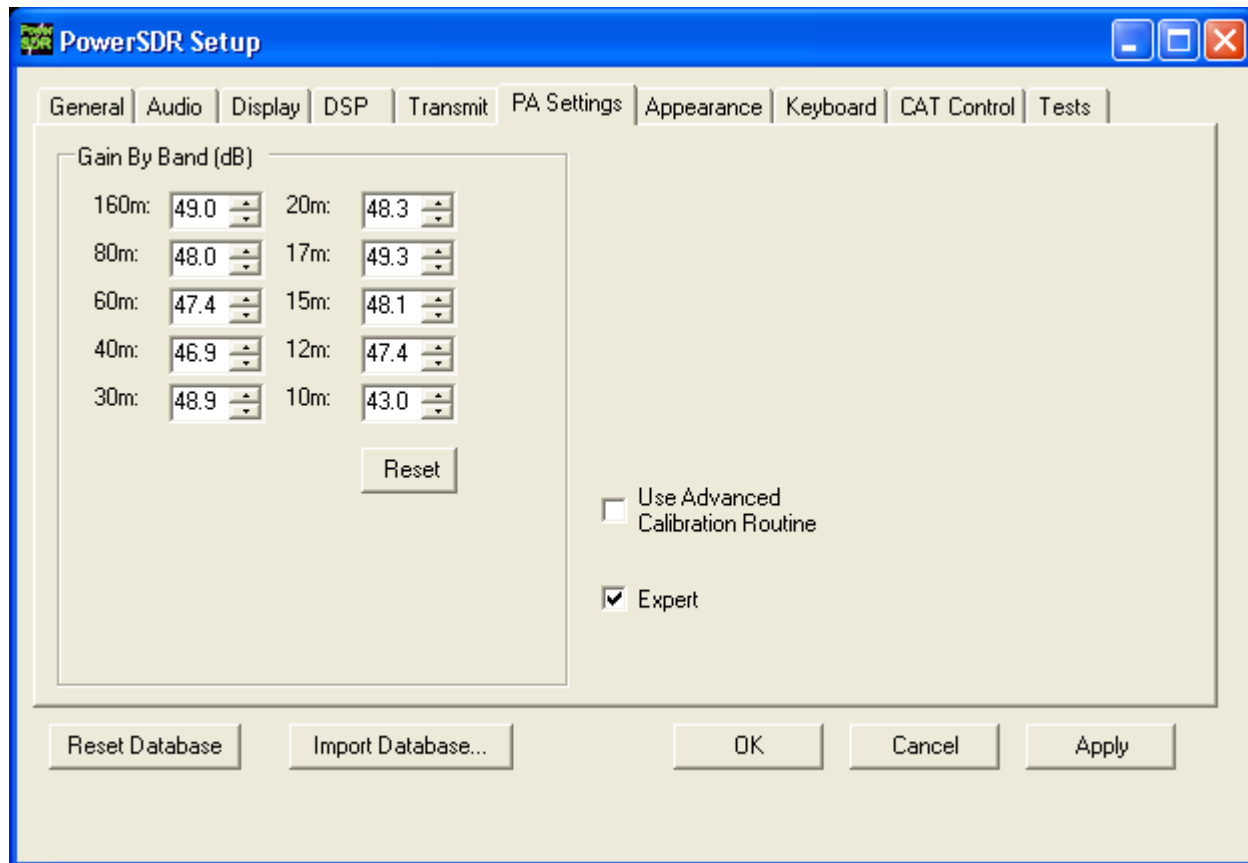 Power SDR PowerSDR Setup
General Audio Display DSP Transmit PA Settings Appearance Keyboard CAT Control Tests
Gain By Band (dB)
160m: 49.0 20m: 48.3
80m: 48.0 17m: 49.3
60m: 47.4 15m: 48.1
40m: 46.9 12m: 47.4
30m: 48.9 10m: 43.0
Reset
Use Advanced
Calibration Routine
Expert
Reset Database Import Database... OK Cancel Apply